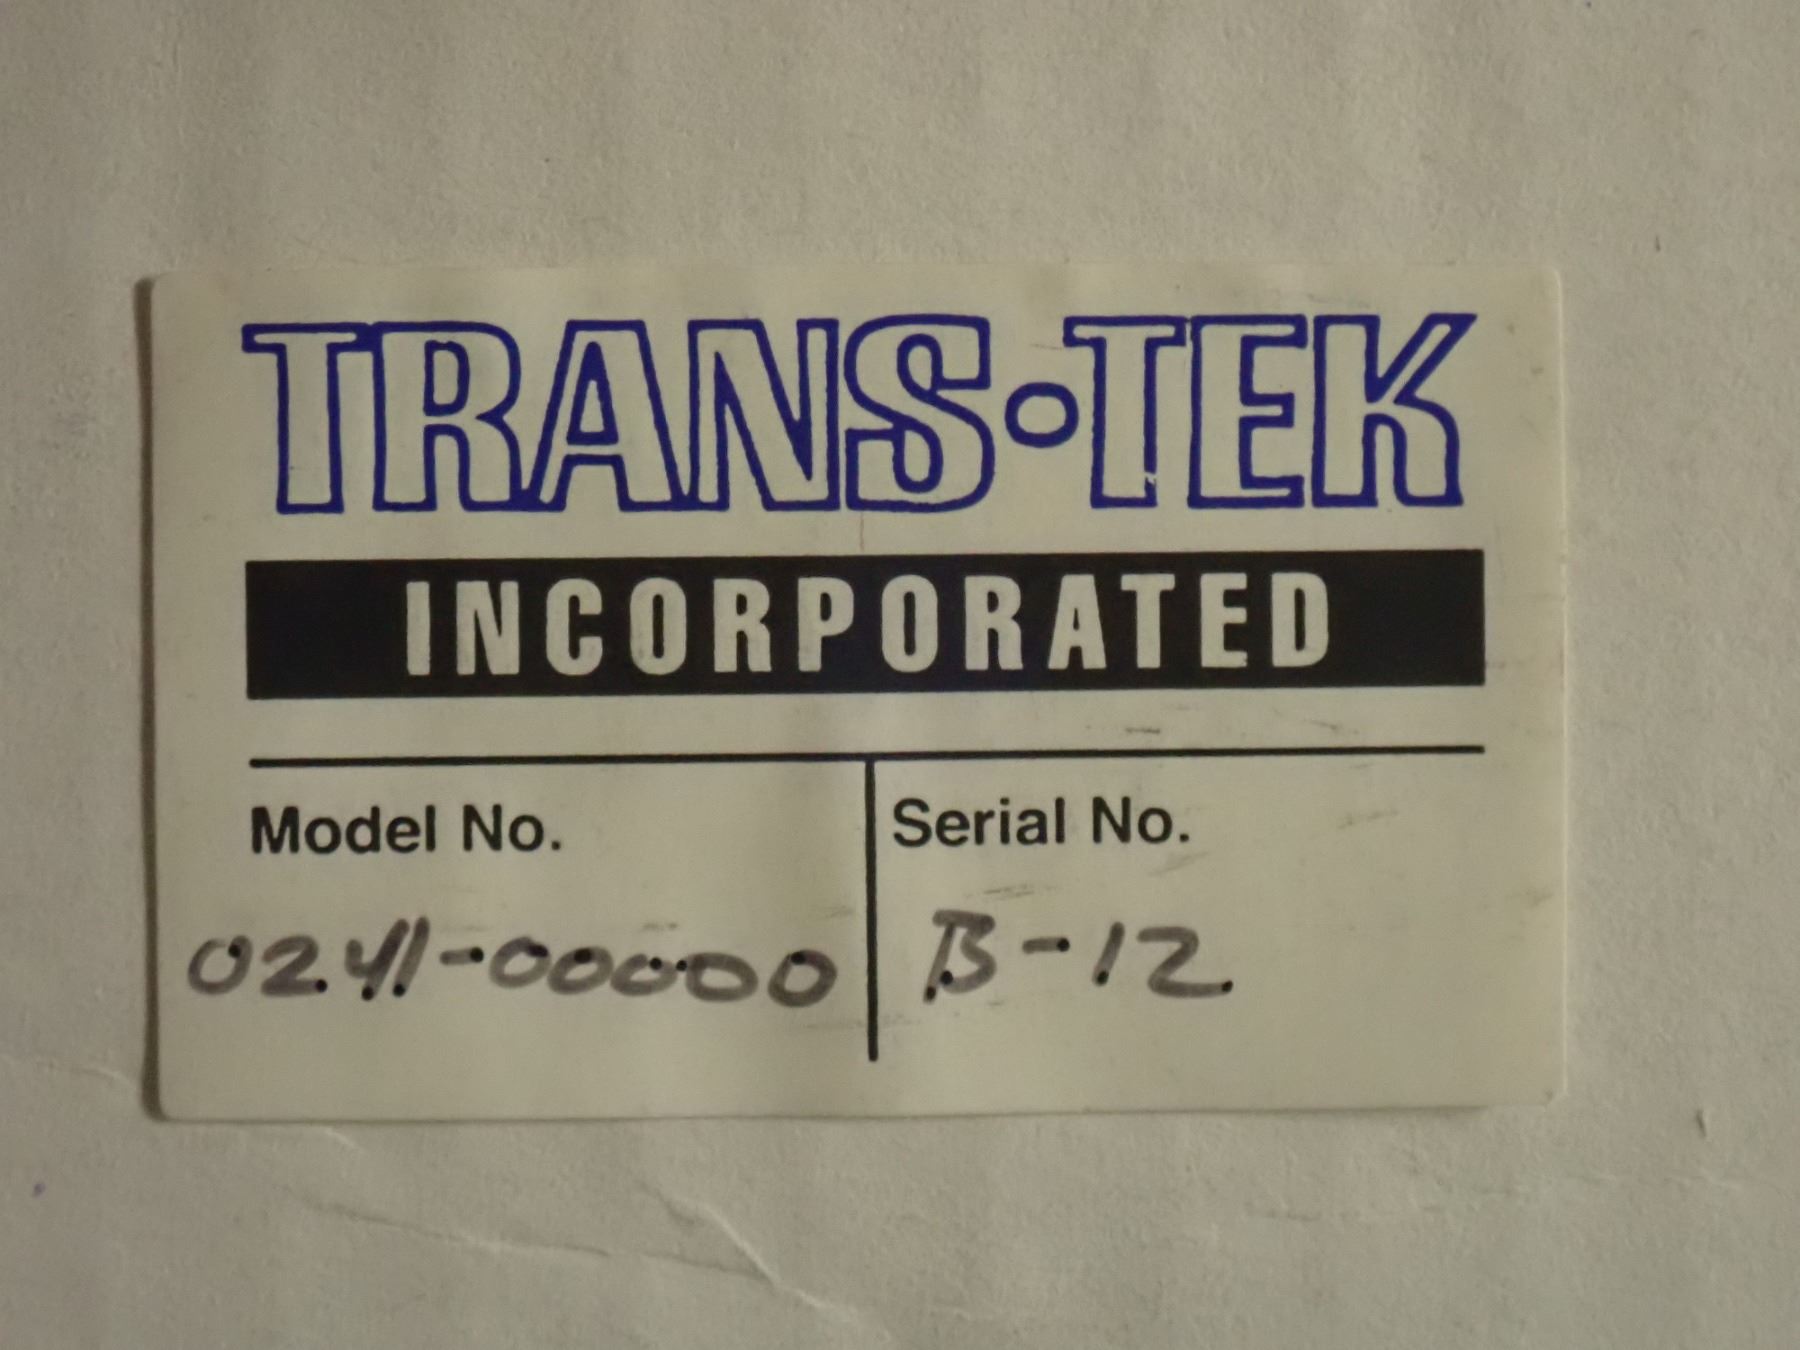 TRANS•TEK
INCORPORATED
Model No.
0241-00000
Serial No.
B-12